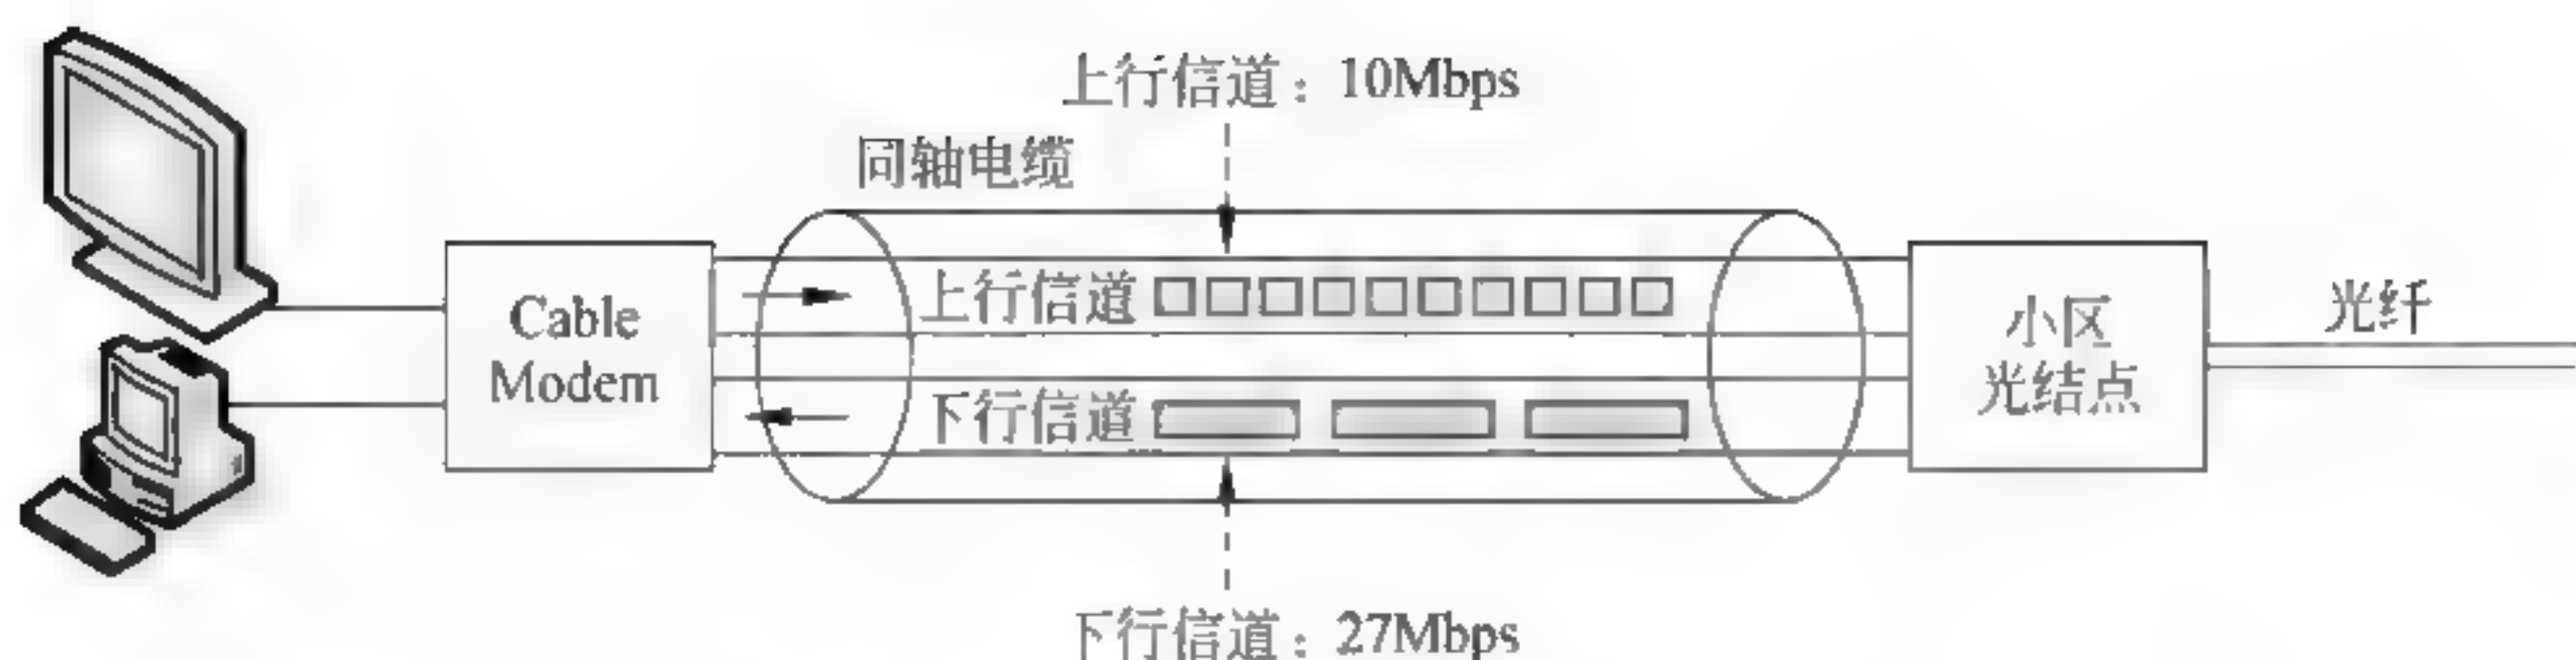 上行信道：10Mbps
同轴电缆
Cable
Modem
上行信道
下行信道
小区
光结点
光纤
下行信道：27Mbps